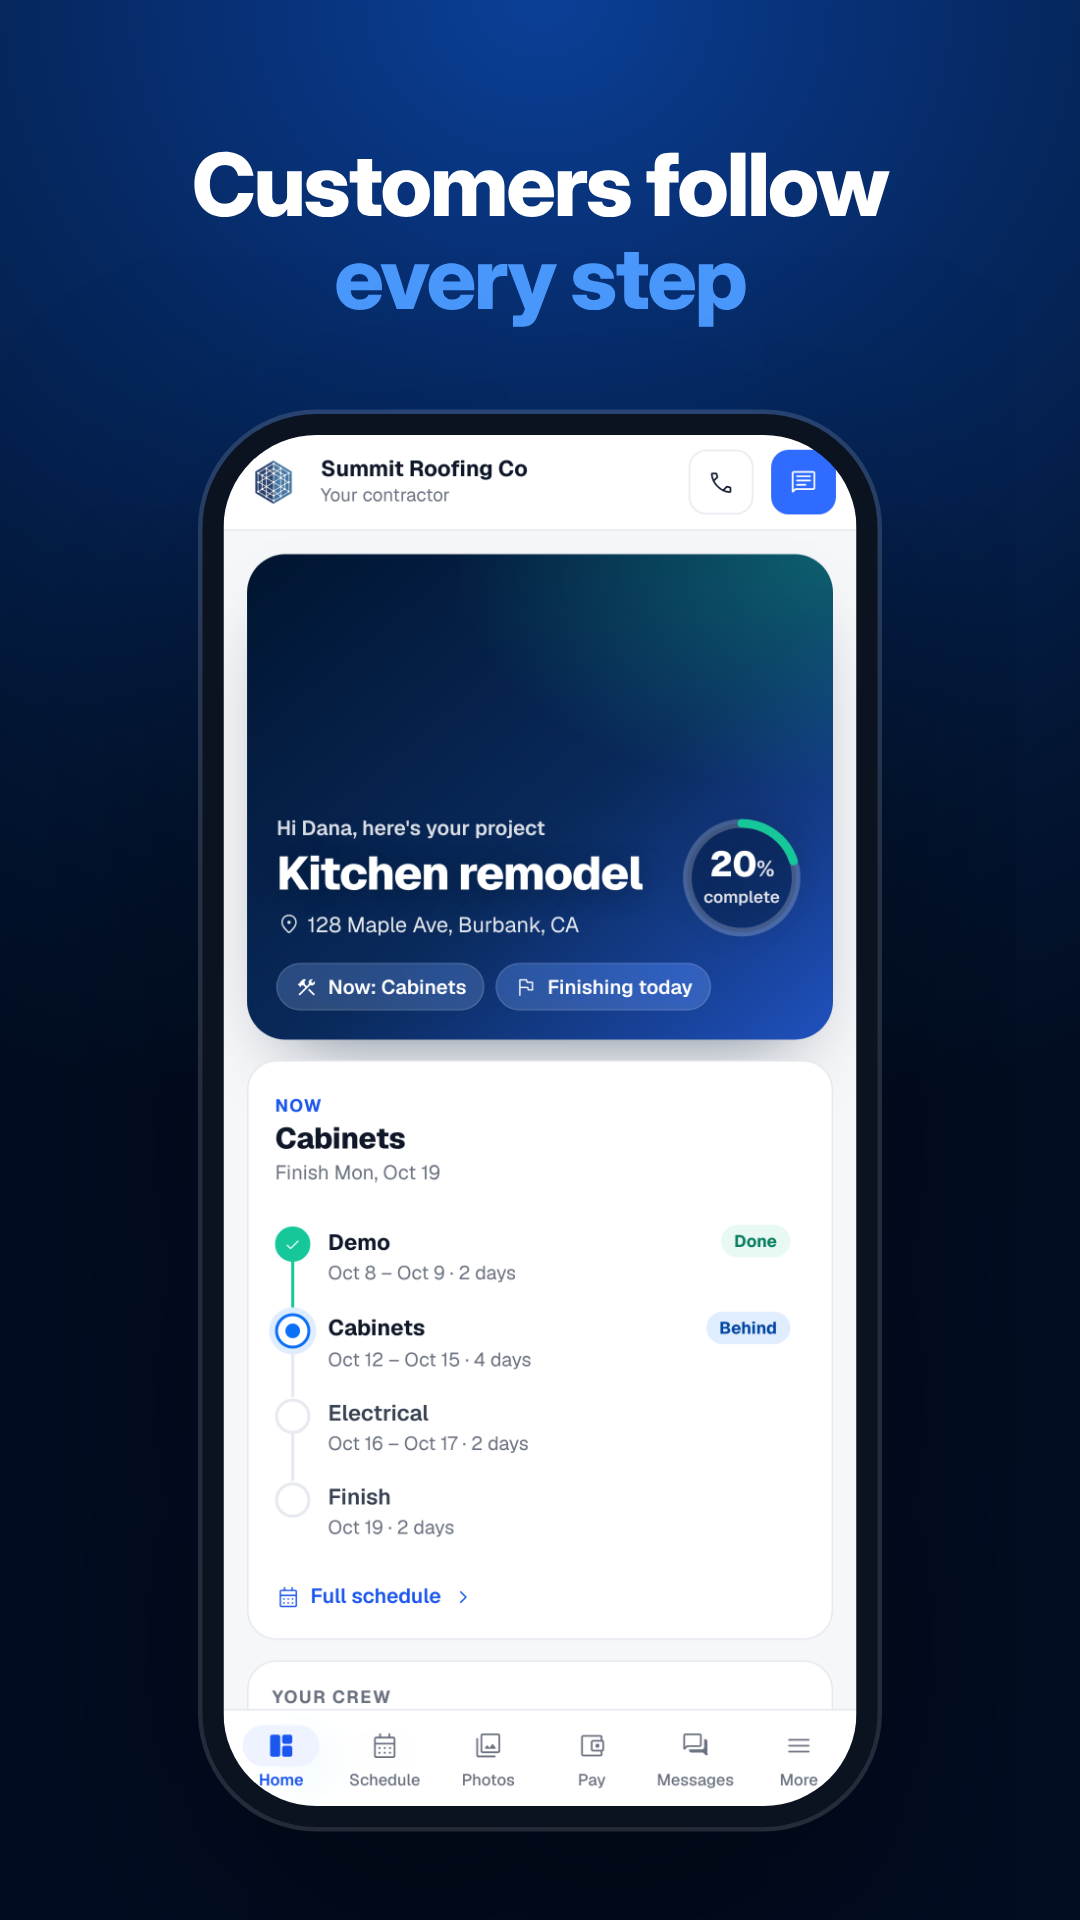 Customers follow
every step
Summit Roofing Co
Your contractor
Hi Dana, here's your project
Kitchen remodel
128 Maple Ave, Burbank, CA
20%
complete
Now: Cabinets
Finishing today
NOW
Cabinets
Finish Mon, Oct 19
Demo
Done
Oct 8 – Oct 9 · 2 days
Cabinets
Behind
Oct 12 – Oct 15 · 4 days
Electrical
Oct 16 – Oct 17 · 2 days
Finish
Oct 19 · 2 days
Full schedule
YOUR CREW
Home
Schedule
Photos
Pay
Messages
More